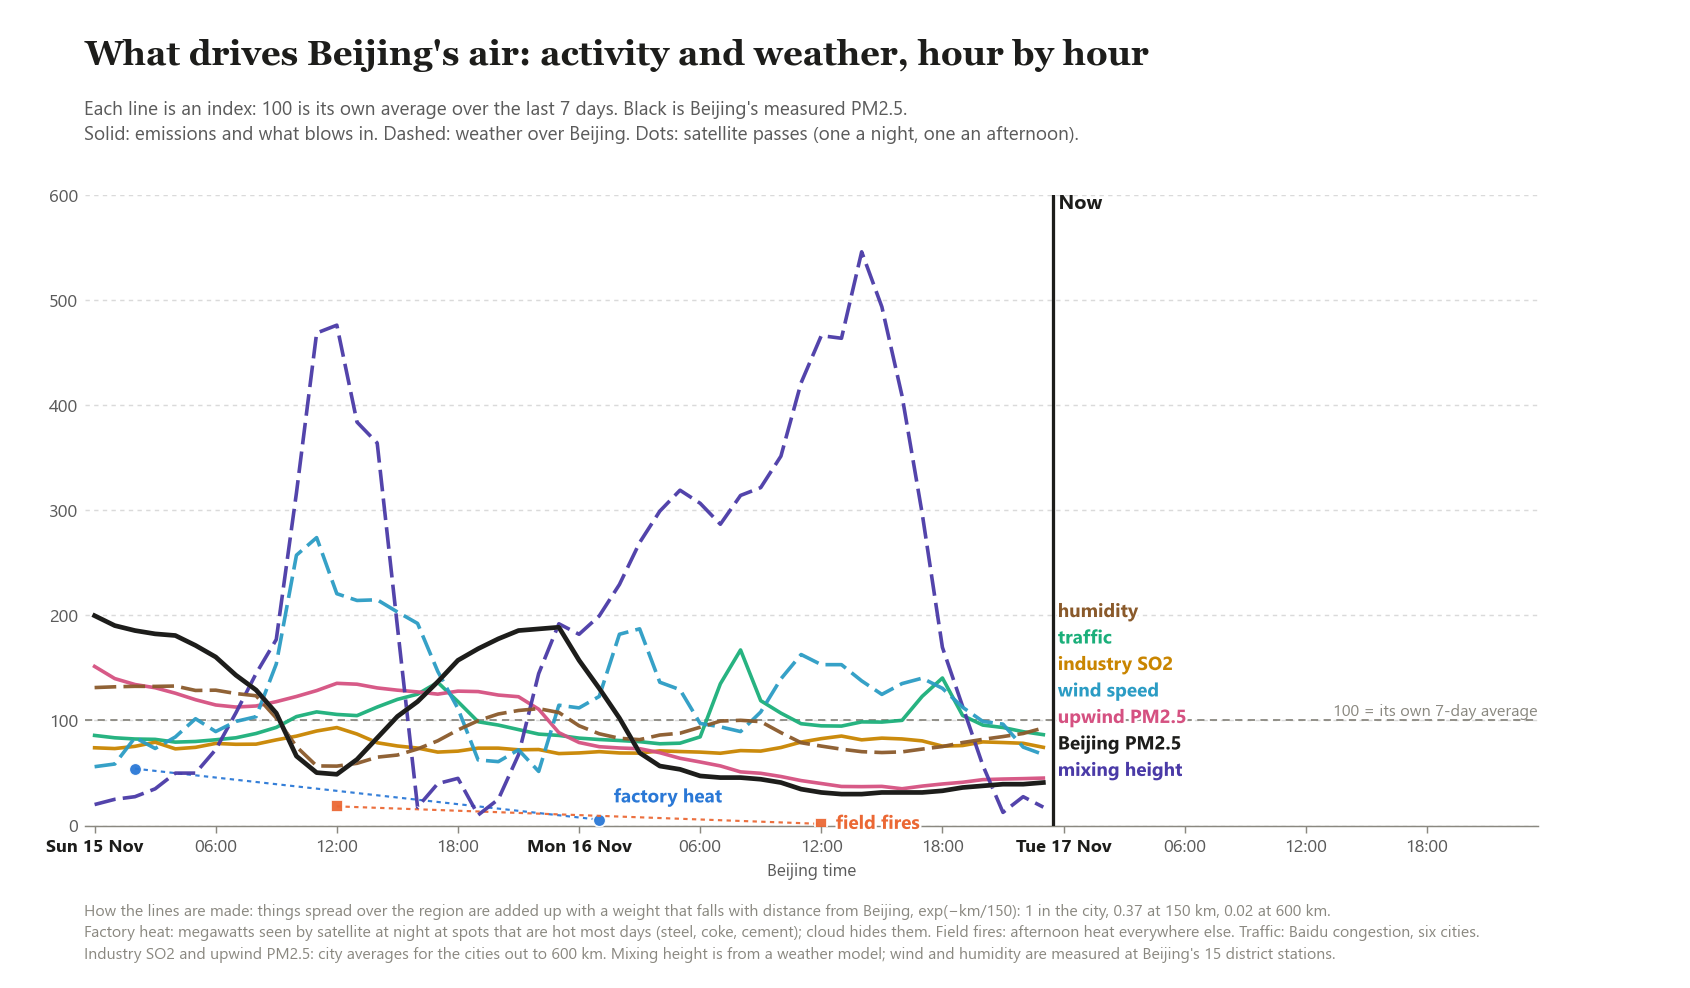 What drives Beijing's air: activity and weather, hour by hour
Each line is an index: 100 is its own average over the last 7 days. Black is Beijing's measured PM2.5.
Solid: emissions and what blows in. Dashed: weather over Beijing. Dots: satellite passes (one a night, one an afternoon).
600
500
400
300
200
100
0
Now
humidity
traffic
industry SO2
wind speed
upwind PM2.5
Beijing PM2.5
mixing height
100 = its own 7-day average
factory heat
field fires
Sun 15 Nov 06:00 12:00 18:00 Mon 16 Nov 06:00 12:00 18:00 Tue 17 Nov 06:00 12:00 18:00
Beijing time
How the lines are made: things spread over the region are added up with a weight that falls with distance from Beijing, exp(−km/150): 1 in the city, 0.37 at 150 km, 0.02 at 600 km.
Factory heat: megawatts seen by satellite at night at spots that are hot most days (steel, coke, cement); cloud hides them. Field fires: afternoon heat everywhere else. Traffic: Baidu congestion, six cities.
Industry SO2 and upwind PM2.5: city averages for the cities out to 600 km. Mixing height is from a weather model; wind and humidity are measured at Beijing's 15 district stations.